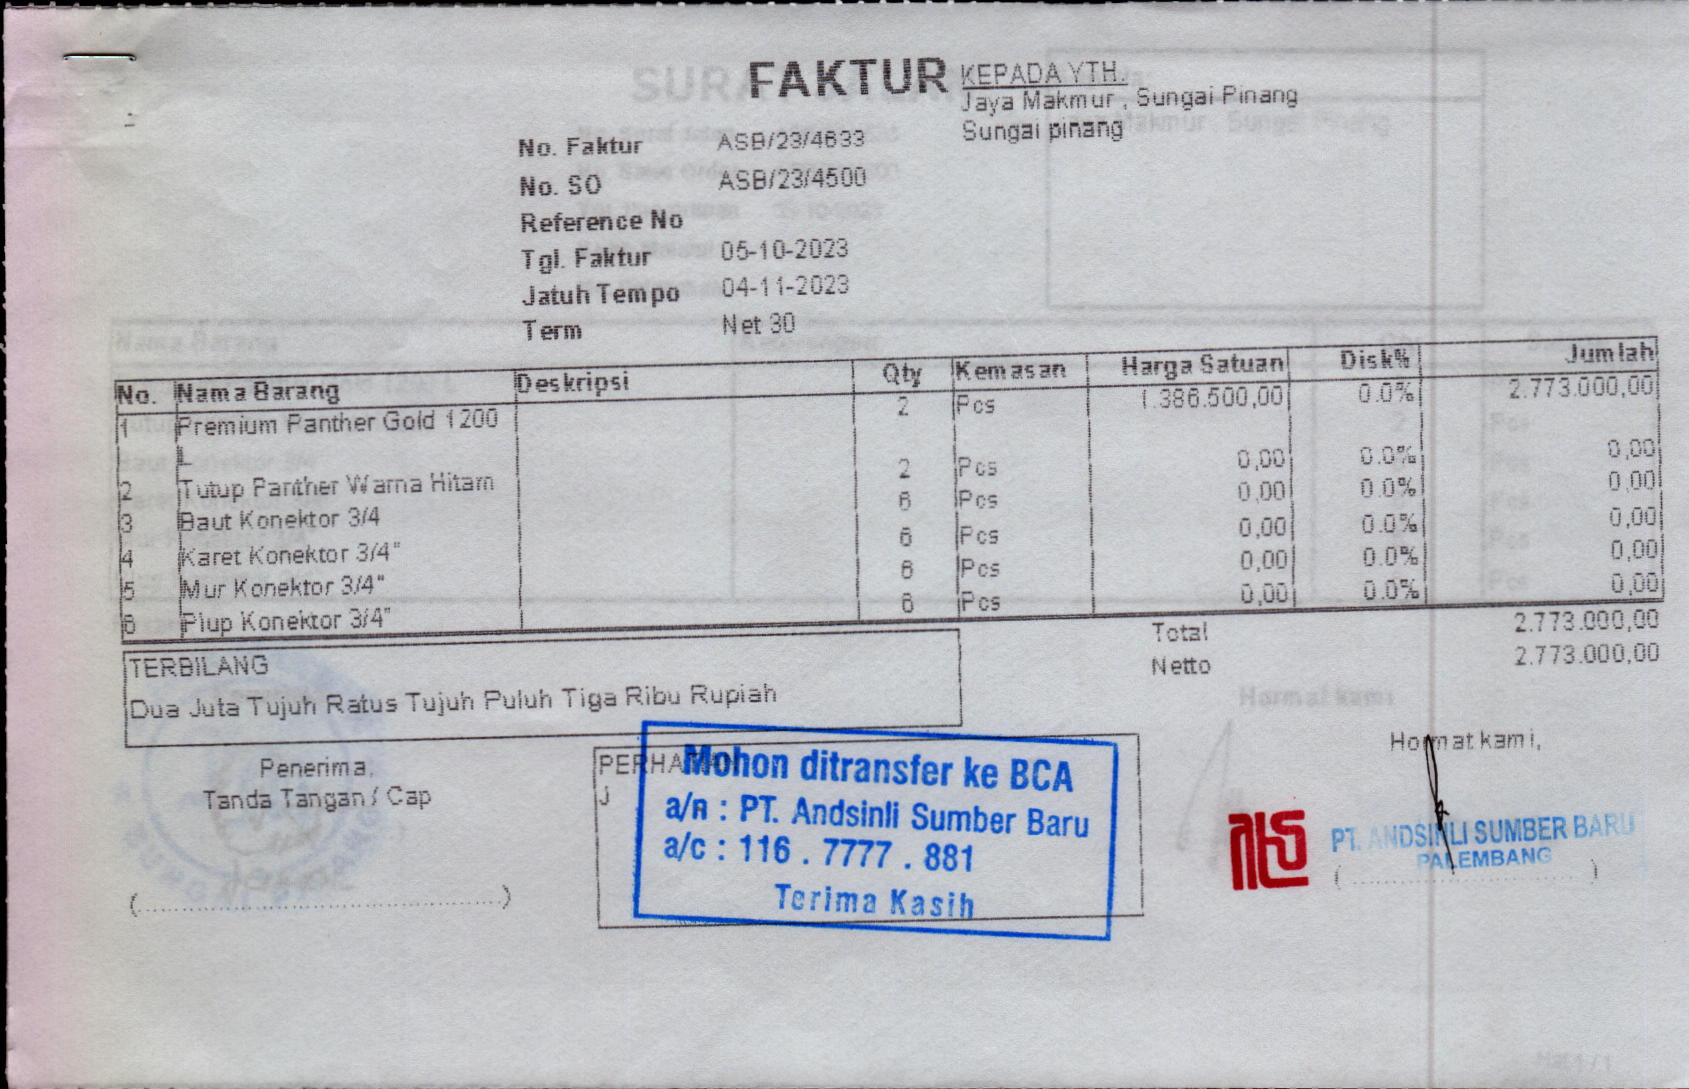 FAKTUR
KEPADA YTH.
Jaya Makmur , Sungai Pinang
Sungai pinang
No. Faktur ASB/23/4633
No. SO ASB/23/4500
Reference No
Tgl. Faktur 05-10-2023
Jatuh Tempo 04-11-2023
Term Net 30
No. Nama Barang Deskripsi Qty Kemasan Harga Satuan Disk% Jumlah
1 Premium Panther Gold 1200 2 Pcs 1.386.500,00 0.0% 2.773.000,00
L
2 Tutup Panther Warna Hitam 2 Pcs 0,00 0.0% 0,00
3 Baut Konektor 3/4 6 Pcs 0,00 0.0% 0,00
4 Karet Konektor 3/4" 6 Pcs 0,00 0.0% 0,00
5 Mur Konektor 3/4" 6 Pcs 0,00 0.0% 0,00
6 Plup Konektor 3/4" 6 Pcs 0,00 0.0% 0,00
Total 2.773.000,00
Netto 2.773.000,00
TERBILANG
Dua Juta Tujuh Ratus Tujuh Puluh Tiga Ribu Rupiah
Penerima,
Tanda Tangan / Cap
(..............................................)
J
Mohon ditransfer ke BCA
a/n : PT. Andsinli Sumber Baru
a/c : 116 . 7777 . 881
Terima Kasih
Hormat kami,
PT. ANDSINLI SUMBER BARU
PALEMBANG
(..............................)